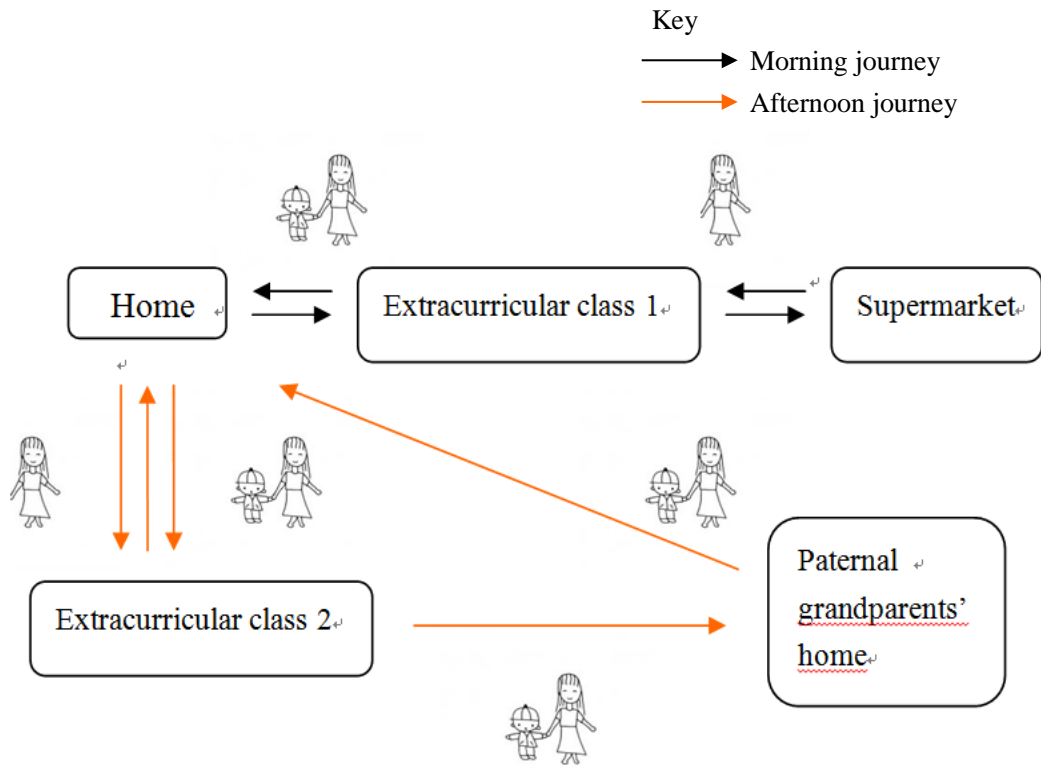 Key
Morning journey
Afternoon journey
Home
Extracurricular class 1
Supermarket
Extracurricular class 2
Paternal
grandparents’
home